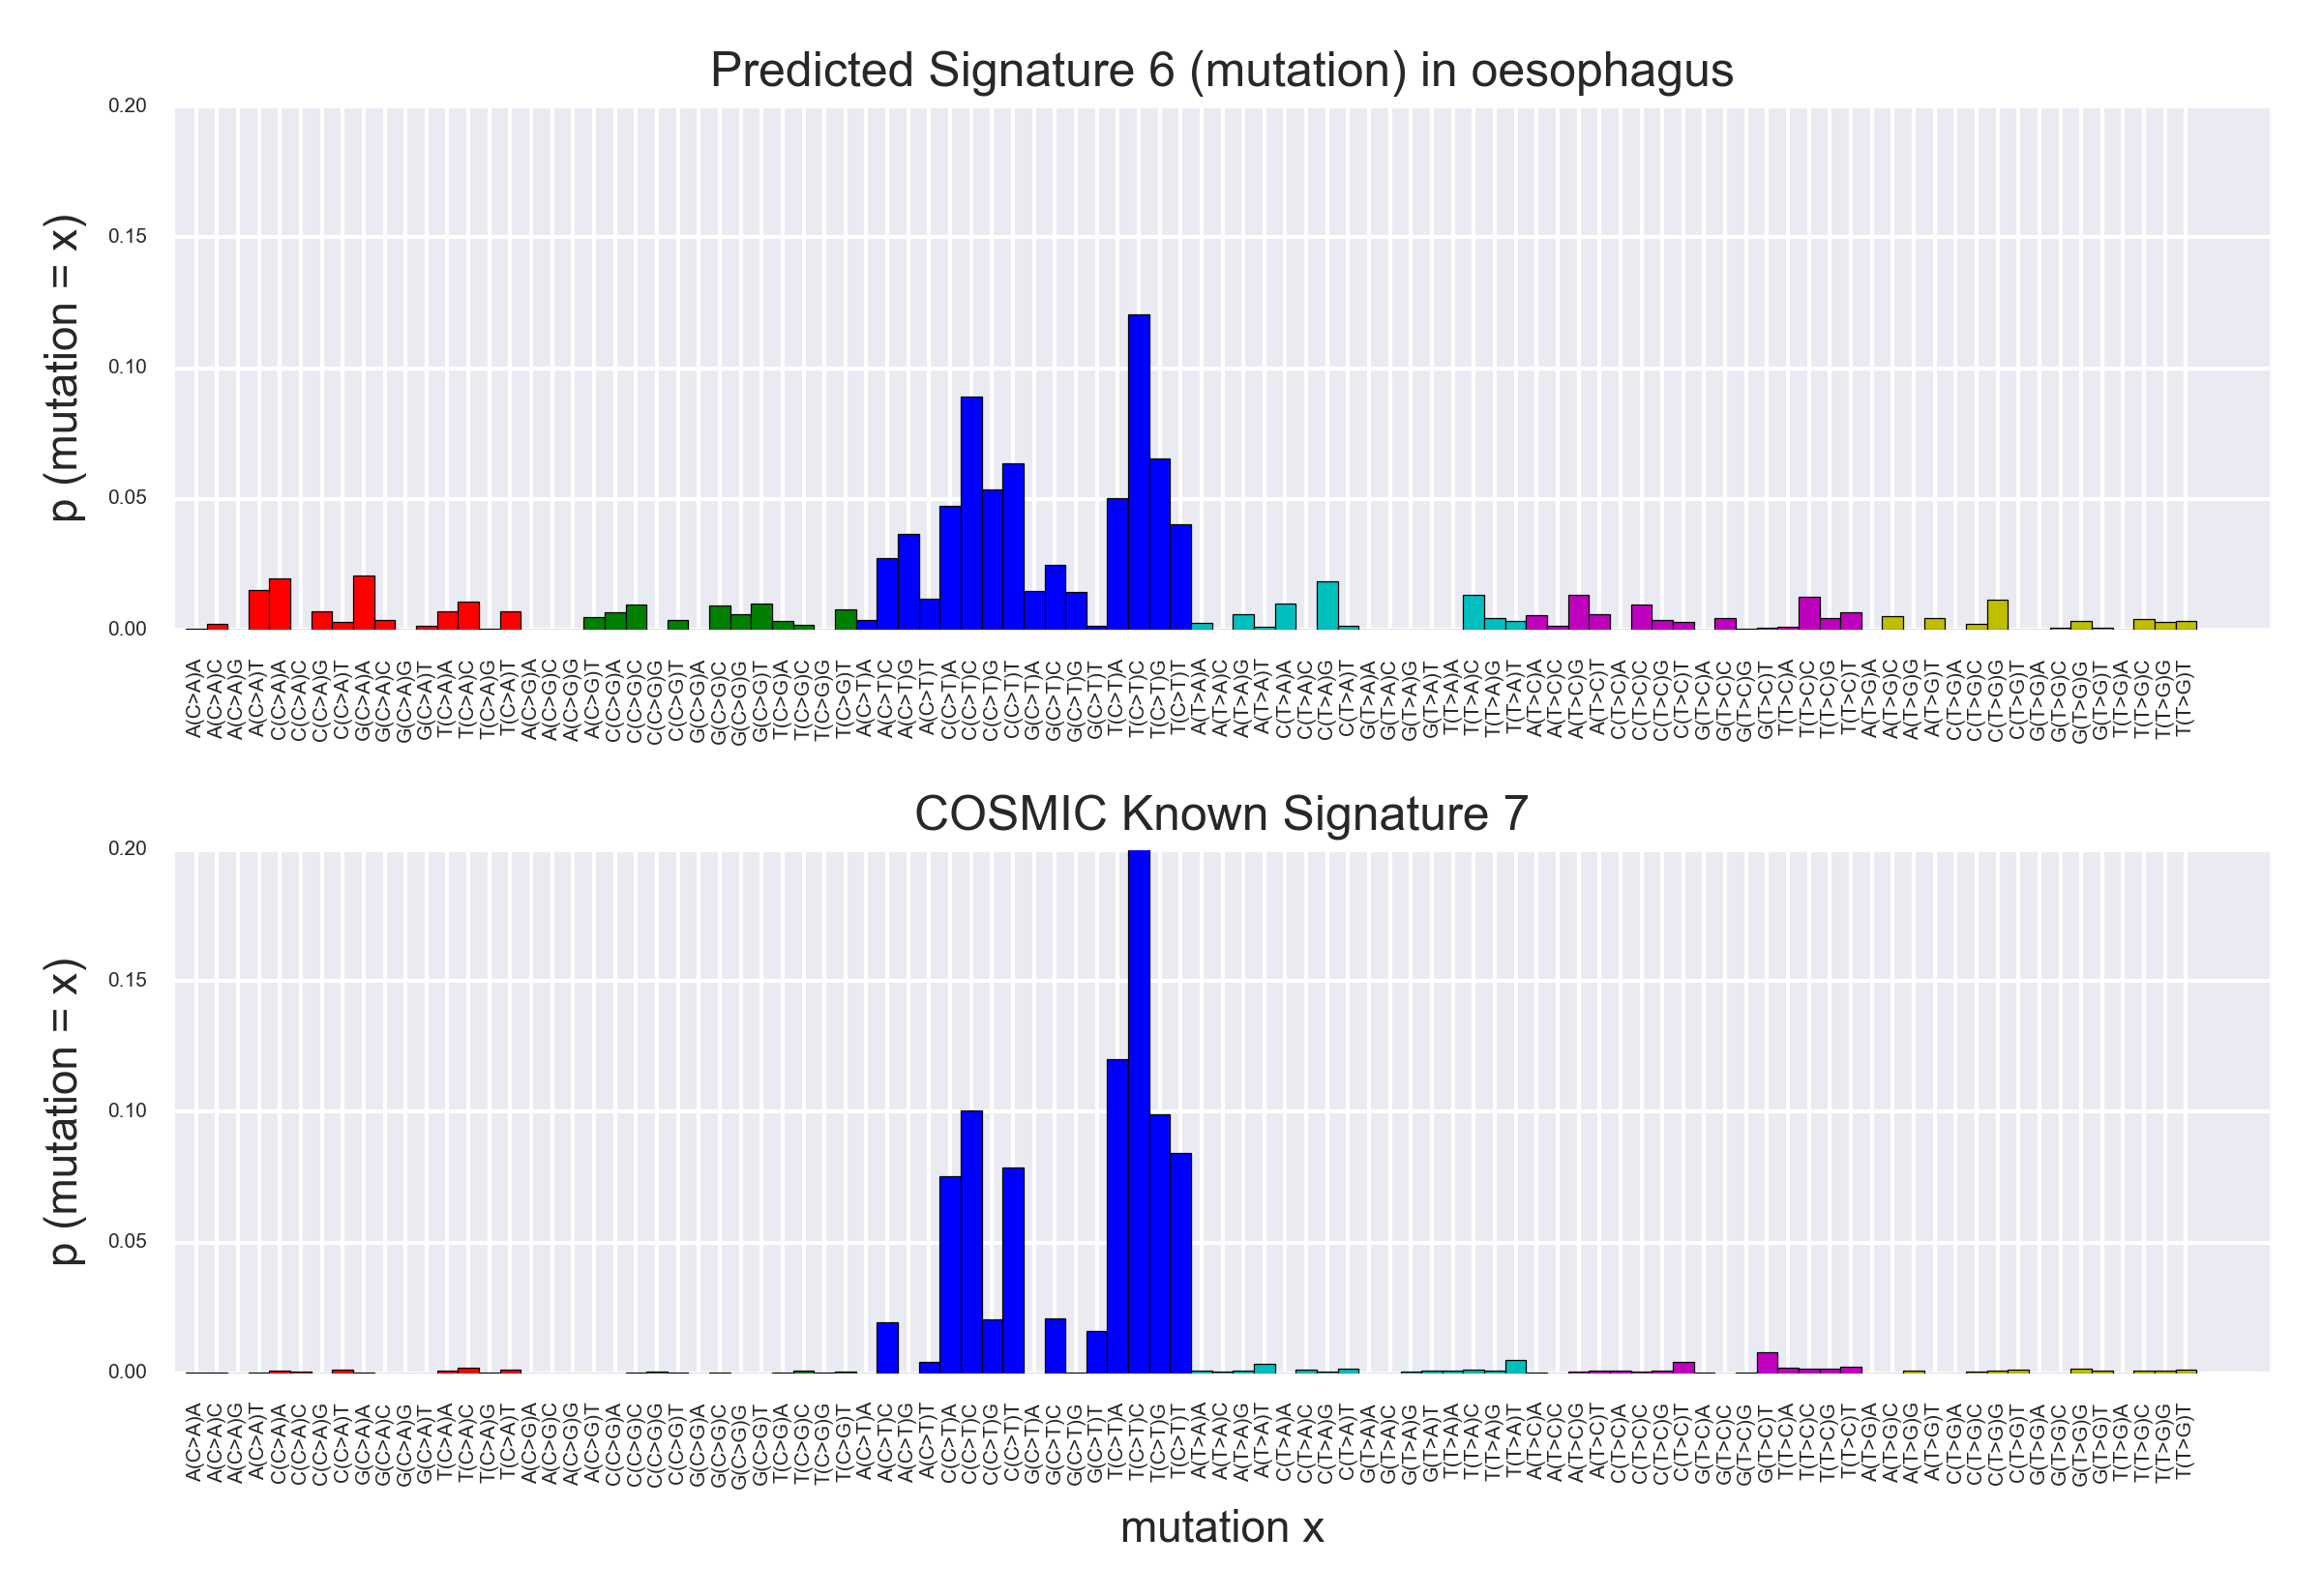 Predicted Signature 6 (mutation) in oesophagus
p (mutation = x)
0.20
0.15
0.10
0.05
0.00
A(C>A)A A(C>A)C A(C>A)G A(C>A)T C(C>A)A C(C>A)C C(C>A)G C(C>A)T G(C>A)A G(C>A)C G(C>A)G G(C>A)T T(C>A)A T(C>A)C T(C>A)G T(C>A)T A(C>G)A A(C>G)C A(C>G)G A(C>G)T C(C>G)A C(C>G)C C(C>G)G C(C>G)T G(C>G)A G(C>G)C G(C>G)G G(C>G)T T(C>G)A T(C>G)C T(C>G)G T(C>G)T A(C>T)A A(C>T)C A(C>T)G A(C>T)T C(C>T)A C(C>T)C C(C>T)G C(C>T)T G(C>T)A G(C>T)C G(C>T)G G(C>T)T T(C>T)A T(C>T)C T(C>T)G T(C>T)T A(T>A)A A(T>A)C A(T>A)G A(T>A)T C(T>A)A C(T>A)C C(T>A)G C(T>A)T G(T>A)A G(T>A)C G(T>A)G G(T>A)T T(T>A)A T(T>A)C T(T>A)G T(T>A)T A(T>C)A A(T>C)C A(T>C)G A(T>C)T C(T>C)A C(T>C)C C(T>C)G C(T>C)T G(T>C)A G(T>C)C G(T>C)G G(T>C)T T(T>C)A T(T>C)C T(T>C)G T(T>C)T A(T>G)A A(T>G)C A(T>G)G A(T>G)T C(T>G)A C(T>G)C C(T>G)G C(T>G)T G(T>G)A G(T>G)C G(T>G)G G(T>G)T T(T>G)A T(T>G)C T(T>G)G T(T>G)T
COSMIC Known Signature 7
p (mutation = x)
0.20
0.15
0.10
0.05
0.00
A(C>A)A A(C>A)C A(C>A)G A(C>A)T C(C>A)A C(C>A)C C(C>A)G C(C>A)T G(C>A)A G(C>A)C G(C>A)G G(C>A)T T(C>A)A T(C>A)C T(C>A)G T(C>A)T A(C>G)A A(C>G)C A(C>G)G A(C>G)T C(C>G)A C(C>G)C C(C>G)G C(C>G)T G(C>G)A G(C>G)C G(C>G)G G(C>G)T T(C>G)A T(C>G)C T(C>G)G T(C>G)T A(C>T)A A(C>T)C A(C>T)G A(C>T)T C(C>T)A C(C>T)C C(C>T)G C(C>T)T G(C>T)A G(C>T)C G(C>T)G G(C>T)T T(C>T)A T(C>T)C T(C>T)G T(C>T)T A(T>A)A A(T>A)C A(T>A)G A(T>A)T C(T>A)A C(T>A)C C(T>A)G C(T>A)T G(T>A)A G(T>A)C G(T>A)G G(T>A)T T(T>A)A T(T>A)C T(T>A)G T(T>A)T A(T>C)A A(T>C)C A(T>C)G A(T>C)T C(T>C)A C(T>C)C C(T>C)G C(T>C)T G(T>C)A G(T>C)C G(T>C)G G(T>C)T T(T>C)A T(T>C)C T(T>C)G T(T>C)T A(T>G)A A(T>G)C A(T>G)G A(T>G)T C(T>G)A C(T>G)C C(T>G)G C(T>G)T G(T>G)A G(T>G)C G(T>G)G G(T>G)T T(T>G)A T(T>G)C T(T>G)G T(T>G)T
mutation x